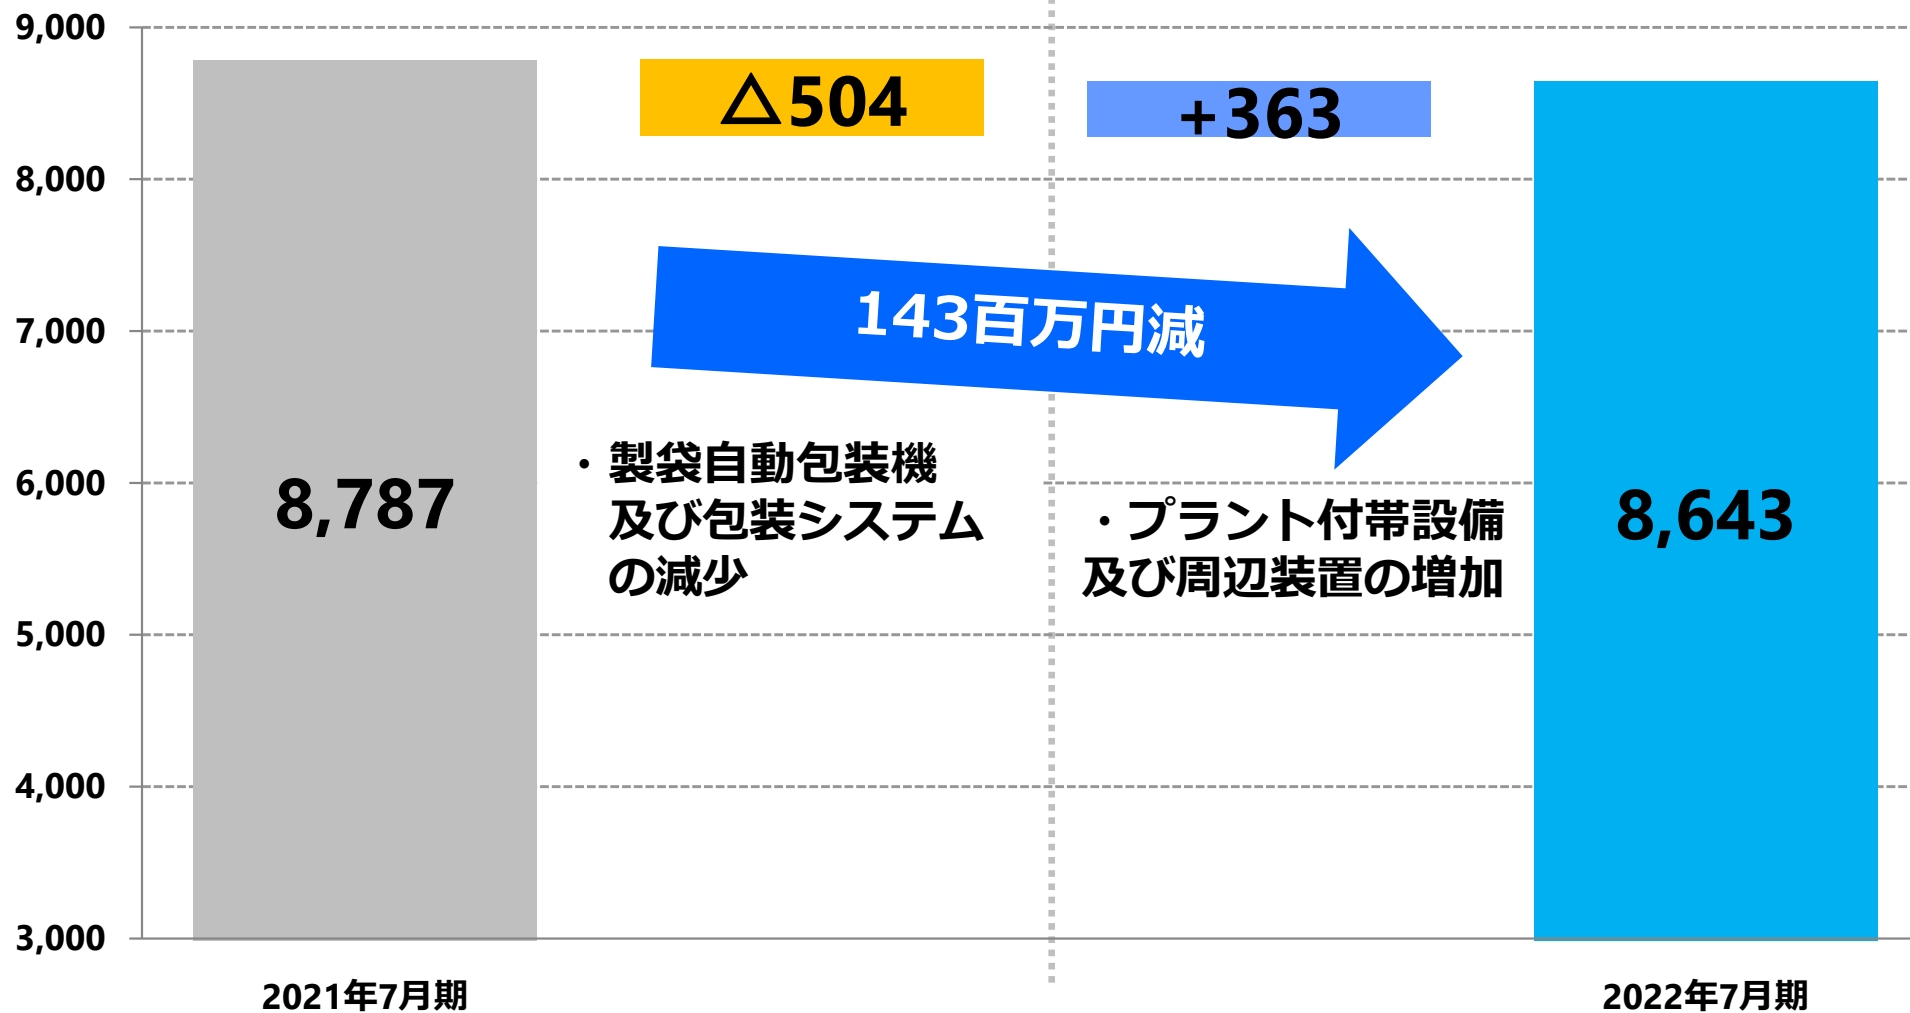 9,000
8,000
7,000
6,000
5,000
4,000
3,000
8,787
△504
+363
143百万円減
・製袋自動包装機
及び包装システム
の減少
・プラント付帯設備
及び周辺装置の増加
8,643
2021年7月期
2022年7月期